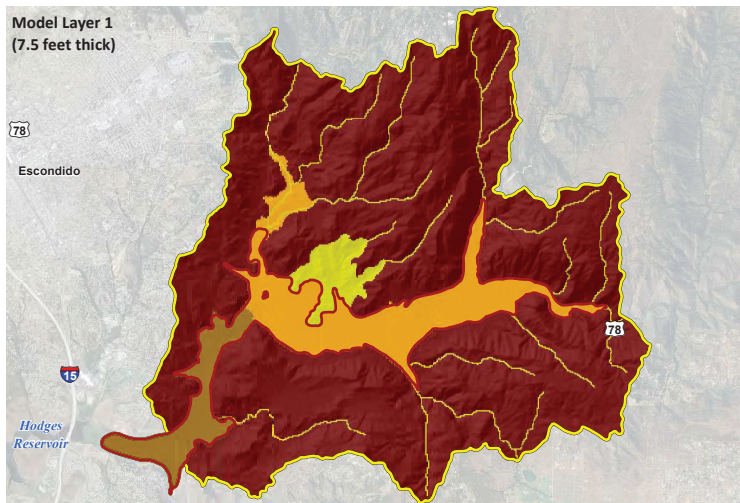 Model Layer 1
(7.5 feet thick)
78
Escondido
78
15
Hodges
Reservoir